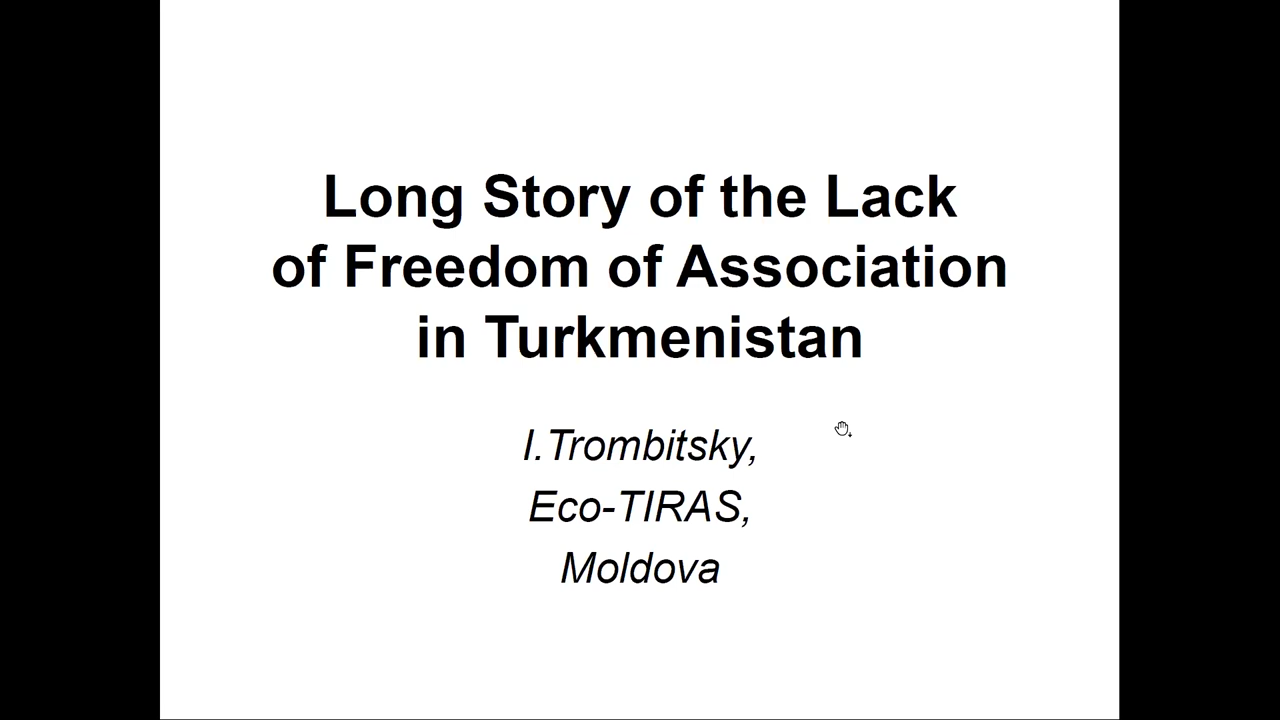 Long Story of the Lack
of Freedom of Association
in Turkmenistan
I.Trombitsky,
Eco-TIRAS,
Moldova